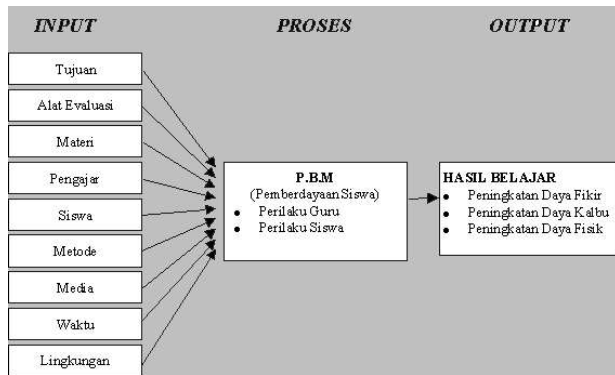 INPUT
PROSES
OUTPUT
Tujuan
Alat Evaluasi
Materi
Pengajar
Siswa
Metode
Media
Waktu
Lingkungan
P.B.M
(Pemberdayaan Siswa)
• Perilaku Guru
• Perilaku Siswa
HASIL BELAJAR
• Peningkatan Daya Fikir
• Peningkatan Daya Kalbu
• Peningkatan Daya Fisik